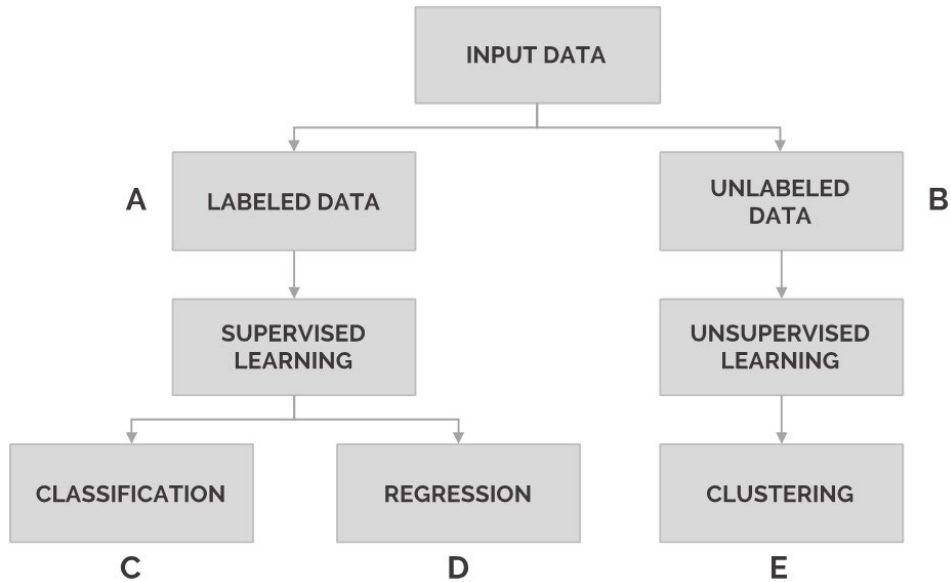 INPUT DATA
A
LABELED DATA
UNLABELED
DATA
B
SUPERVISED
LEARNING
UNSUPERVISED
LEARNING
CLASSIFICATION
REGRESSION
CLUSTERING
C
D
E